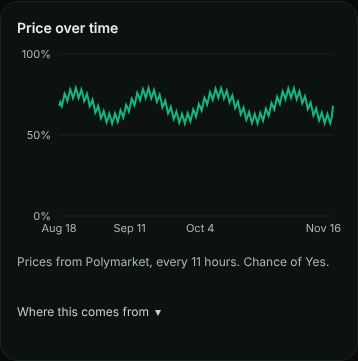 Price over time
100%
50%
0%
Aug 18 Sep 11 Oct 4 Nov 16
Prices from Polymarket, every 11 hours. Chance of Yes.
Where this comes from ▼